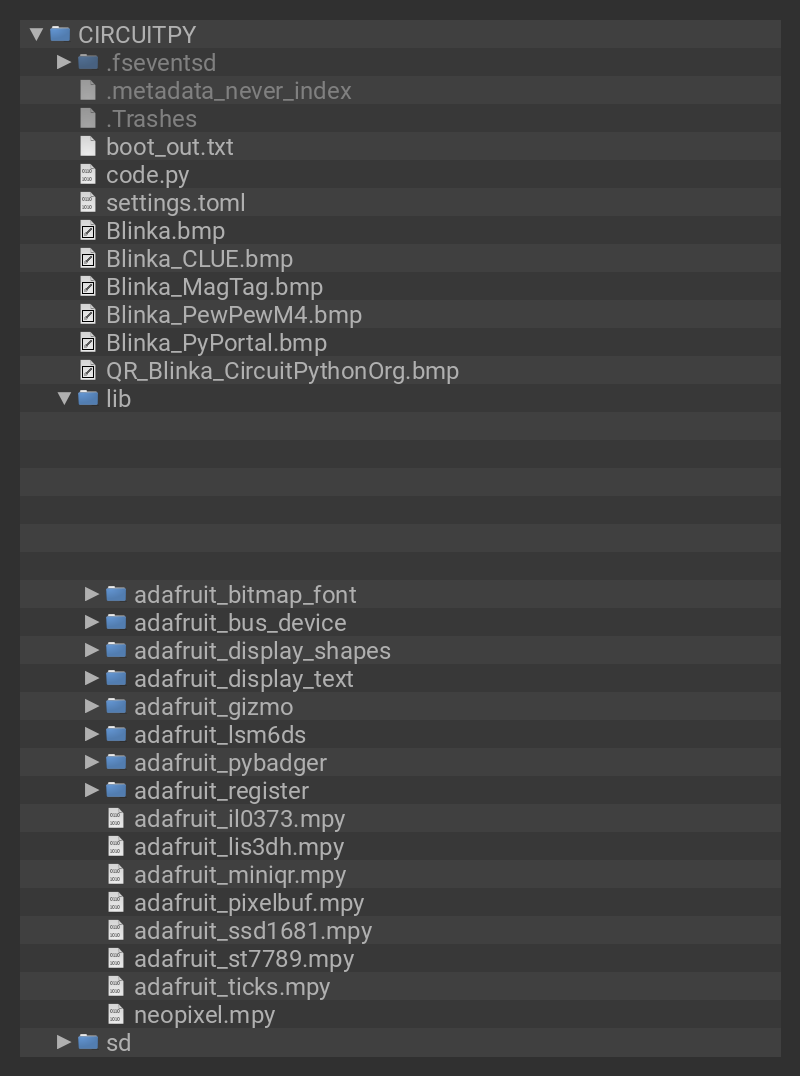 CIRCUITPY
.fseventsd
.metadata_never_index
.Trashes
boot_out.txt
code.py
settings.toml
Blinka.bmp
Blinka_CLUE.bmp
Blinka_MagTag.bmp
Blinka_PewPewM4.bmp
Blinka_PyPortal.bmp
QR_Blinka_CircuitPythonOrg.bmp
lib
adafruit_bitmap_font
adafruit_bus_device
adafruit_display_shapes
adafruit_display_text
adafruit_gizmo
adafruit_lsm6ds
adafruit_pybadger
adafruit_register
adafruit_il0373.mpy
adafruit_lis3dh.mpy
adafruit_miniqr.mpy
adafruit_pixelbuf.mpy
adafruit_ssd1681.mpy
adafruit_st7789.mpy
adafruit_ticks.mpy
neopixel.mpy
sd